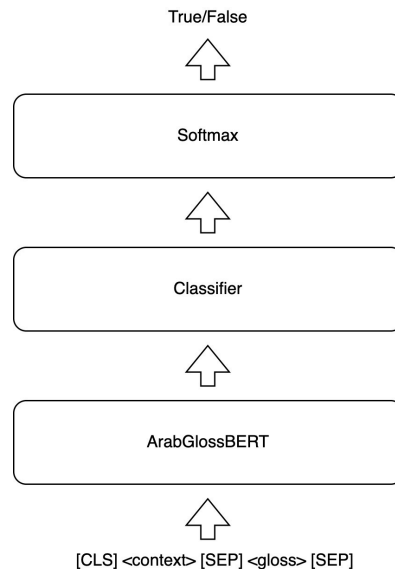 True/False
Softmax
Classifier
ArabGlossBERT
[CLS] <context> [SEP] <gloss> [SEP]